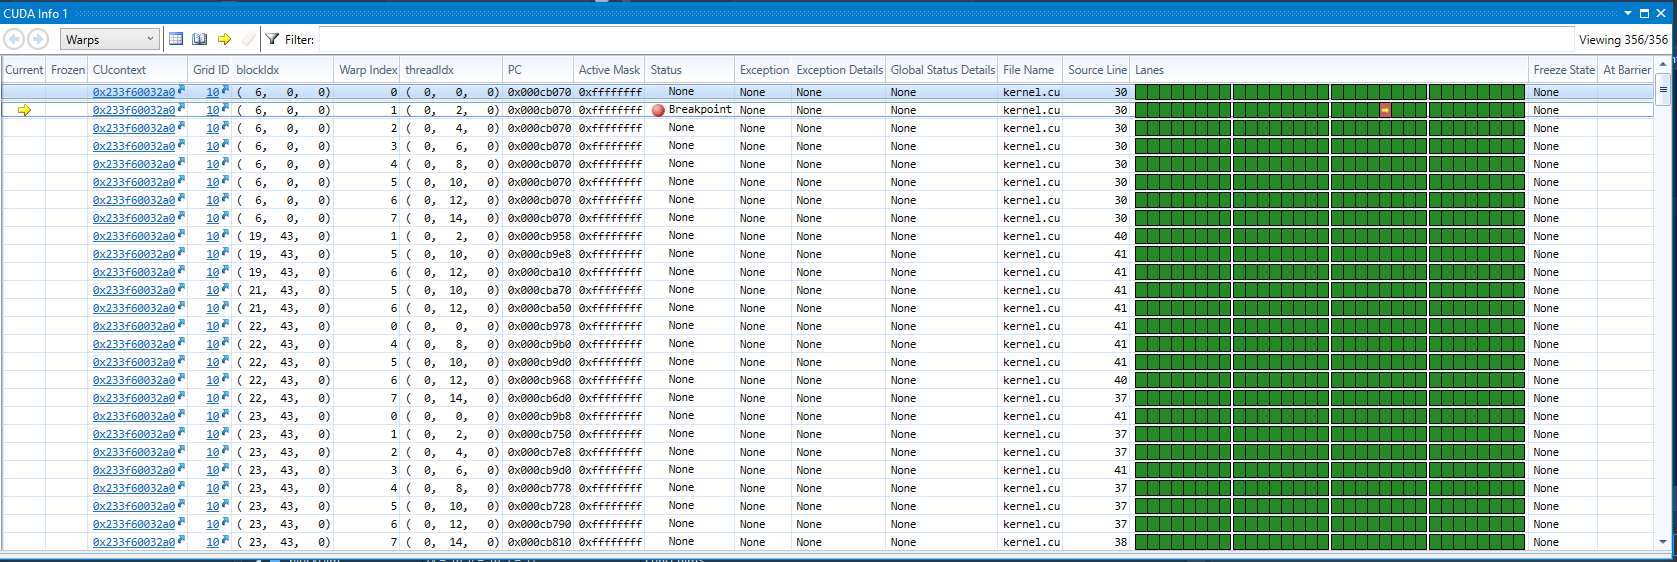 CUDA Info 1
Warps Filter: Viewing 356/356
Current Frozen CUcontext Grid ID blockIdx Warp Index threadIdx PC Active Mask Status Exception Exception Details Global Status Details File Name Source Line Lanes Freeze State At Barrier
0x233f60032a0 10 ( 6, 0, 0) 0 ( 0, 0, 0) 0x000cb070 0xffffffff None None None None kernel.cu 30 None
0x233f60032a0 10 ( 6, 0, 0) 1 ( 0, 2, 0) 0x000cb070 0xffffffff Breakpoint None None None kernel.cu 30 None
0x233f60032a0 10 ( 6, 0, 0) 2 ( 0, 4, 0) 0x000cb070 0xffffffff None None None None kernel.cu 30 None
0x233f60032a0 10 ( 6, 0, 0) 3 ( 0, 6, 0) 0x000cb070 0xffffffff None None None None kernel.cu 30 None
0x233f60032a0 10 ( 6, 0, 0) 4 ( 0, 8, 0) 0x000cb070 0xffffffff None None None None kernel.cu 30 None
0x233f60032a0 10 ( 6, 0, 0) 5 ( 0, 10, 0) 0x000cb070 0xffffffff None None None None kernel.cu 30 None
0x233f60032a0 10 ( 6, 0, 0) 6 ( 0, 12, 0) 0x000cb070 0xffffffff None None None None kernel.cu 30 None
0x233f60032a0 10 ( 6, 0, 0) 7 ( 0, 14, 0) 0x000cb070 0xffffffff None None None None kernel.cu 30 None
0x233f60032a0 10 ( 19, 43, 0) 1 ( 0, 2, 0) 0x000cb958 0xffffffff None None None None kernel.cu 40 None
0x233f60032a0 10 ( 19, 43, 0) 5 ( 0, 10, 0) 0x000cb9e8 0xffffffff None None None None kernel.cu 41 None
0x233f60032a0 10 ( 19, 43, 0) 6 ( 0, 12, 0) 0x000cba10 0xffffffff None None None None kernel.cu 41 None
0x233f60032a0 10 ( 21, 43, 0) 5 ( 0, 10, 0) 0x000cba70 0xffffffff None None None None kernel.cu 41 None
0x233f60032a0 10 ( 21, 43, 0) 6 ( 0, 12, 0) 0x000cba50 0xffffffff None None None None kernel.cu 41 None
0x233f60032a0 10 ( 22, 43, 0) 0 ( 0, 0, 0) 0x000cb978 0xffffffff None None None None kernel.cu 41 None
0x233f60032a0 10 ( 22, 43, 0) 4 ( 0, 8, 0) 0x000cb9b0 0xffffffff None None None None kernel.cu 41 None
0x233f60032a0 10 ( 22, 43, 0) 5 ( 0, 10, 0) 0x000cb9d0 0xffffffff None None None None kernel.cu 41 None
0x233f60032a0 10 ( 22, 43, 0) 6 ( 0, 12, 0) 0x000cb968 0xffffffff None None None None kernel.cu 40 None
0x233f60032a0 10 ( 22, 43, 0) 7 ( 0, 14, 0) 0x000cb6d0 0xffffffff None None None None kernel.cu 37 None
0x233f60032a0 10 ( 23, 43, 0) 0 ( 0, 0, 0) 0x000cb9b8 0xffffffff None None None None kernel.cu 41 None
0x233f60032a0 10 ( 23, 43, 0) 1 ( 0, 2, 0) 0x000cb750 0xffffffff None None None None kernel.cu 37 None
0x233f60032a0 10 ( 23, 43, 0) 2 ( 0, 4, 0) 0x000cb7e8 0xffffffff None None None None kernel.cu 37 None
0x233f60032a0 10 ( 23, 43, 0) 3 ( 0, 6, 0) 0x000cb9d0 0xffffffff None None None None kernel.cu 41 None
0x233f60032a0 10 ( 23, 43, 0) 4 ( 0, 8, 0) 0x000cb778 0xffffffff None None None None kernel.cu 37 None
0x233f60032a0 10 ( 23, 43, 0) 5 ( 0, 10, 0) 0x000cb728 0xffffffff None None None None kernel.cu 37 None
0x233f60032a0 10 ( 23, 43, 0) 6 ( 0, 12, 0) 0x000cb790 0xffffffff None None None None kernel.cu 37 None
0x233f60032a0 10 ( 23, 43, 0) 7 ( 0, 14, 0) 0x000cb810 0xffffffff None None None None kernel.cu 38 None